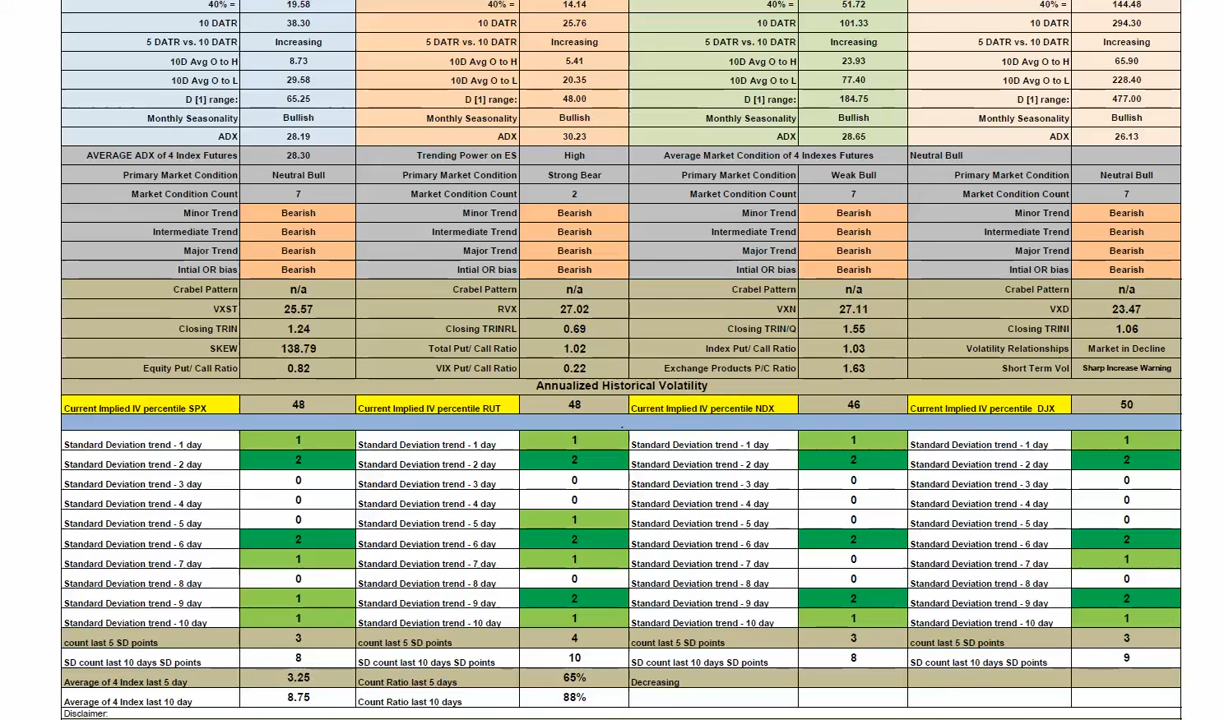 40% = 19.58 40% = 14.14 40% = 51.72 40% = 144.48
10 DATR 38.30 10 DATR 25.76 10 DATR 101.33 10 DATR 294.30
5 DATR vs. 10 DATR Increasing 5 DATR vs. 10 DATR Increasing 5 DATR vs. 10 DATR Increasing 5 DATR vs. 10 DATR Increasing
10D Avg O to H 8.73 10D Avg O to H 5.41 10D Avg O to H 23.93 10D Avg O to H 65.90
10D Avg O to L 29.58 10D Avg O to L 20.35 10D Avg O to L 77.40 10D Avg O to L 228.40
D [1] range: 65.25 D [1] range: 48.00 D [1] range: 184.75 D [1] range: 477.00
Monthly Seasonality Bullish Monthly Seasonality Bullish Monthly Seasonality Bullish Monthly Seasonality Bullish
ADX 28.19 ADX 30.23 ADX 28.65 ADX 26.13
AVERAGE ADX of 4 Index Futures 28.30 Trending Power on ES High Average Market Condition of 4 Indexes Futures Neutral Bull
Primary Market Condition Neutral Bull Primary Market Condition Strong Bear Primary Market Condition Weak Bull Primary Market Condition Neutral Bull
Market Condition Count 7 Market Condition Count 2 Market Condition Count 7 Market Condition Count 7
Minor Trend Bearish Minor Trend Bearish Minor Trend Bearish Minor Trend Bearish
Intermediate Trend Bearish Intermediate Trend Bearish Intermediate Trend Bearish Intermediate Trend Bearish
Major Trend Bearish Major Trend Bearish Major Trend Bearish Major Trend Bearish
Intial OR bias Bearish Intial OR bias Bearish Intial OR bias Bearish Intial OR bias Bearish
Crabel Pattern n/a Crabel Pattern n/a Crabel Pattern n/a Crabel Pattern n/a
VXST 25.57 RVX 27.02 VXN 27.11 VXD 23.47
Closing TRIN 1.24 Closing TRINRL 0.69 Closing TRIN/Q 1.55 Closing TRINI 1.06
SKEW 138.79 Total Put/ Call Ratio 1.02 Index Put/ Call Ratio 1.03 Volatility Relationships Market in Decline
Equity Put/ Call Ratio 0.82 VIX Put/ Call Ratio 0.22 Exchange Products P/C Ratio 1.63 Short Term Vol Sharp Increase Warning
Annualized Historical Volatility
Current Implied IV percentile SPX 48 Current Implied IV percentile RUT 48 Current Implied IV percentile NDX 46 Current Implied IV percentile DJX 50
Standard Deviation trend - 1 day 1 Standard Deviation trend - 1 day 1 Standard Deviation trend - 1 day 1 Standard Deviation trend - 1 day 1
Standard Deviation trend - 2 day 2 Standard Deviation trend - 2 day 2 Standard Deviation trend - 2 day 2 Standard Deviation trend - 2 day 2
Standard Deviation trend - 3 day 0 Standard Deviation trend - 3 day 0 Standard Deviation trend - 3 day 0 Standard Deviation trend - 3 day 0
Standard Deviation trend - 4 day 0 Standard Deviation trend - 4 day 0 Standard Deviation trend - 4 day 0 Standard Deviation trend - 4 day 0
Standard Deviation trend - 5 day 0 Standard Deviation trend - 5 day 1 Standard Deviation trend - 5 day 0 Standard Deviation trend - 5 day 0
Standard Deviation trend - 6 day 2 Standard Deviation trend - 6 day 2 Standard Deviation trend - 6 day 2 Standard Deviation trend - 6 day 2
Standard Deviation trend - 7 day 1 Standard Deviation trend - 7 day 1 Standard Deviation trend - 7 day 0 Standard Deviation trend - 7 day 1
Standard Deviation trend - 8 day 0 Standard Deviation trend - 8 day 0 Standard Deviation trend - 8 day 0 Standard Deviation trend - 8 day 0
Standard Deviation trend - 9 day 1 Standard Deviation trend - 9 day 2 Standard Deviation trend - 9 day 2 Standard Deviation trend - 9 day 2
Standard Deviation trend - 10 day 1 Standard Deviation trend - 10 day 1 Standard Deviation trend - 10 day 1 Standard Deviation trend - 10 day 1
count last 5 SD points 3 count last 5 SD points 4 count last 5 SD points 3 count last 5 SD points 3
SD count last 10 days SD points 8 SD count last 10 days SD points 10 SD count last 10 days SD points 8 SD count last 10 days SD points 9
Average of 4 Index last 5 day 3.25 Count Ratio last 5 days 65% Decreasing
Average of 4 Index last 10 day 8.75 Count Ratio last 10 days 88%
Disclaimer: